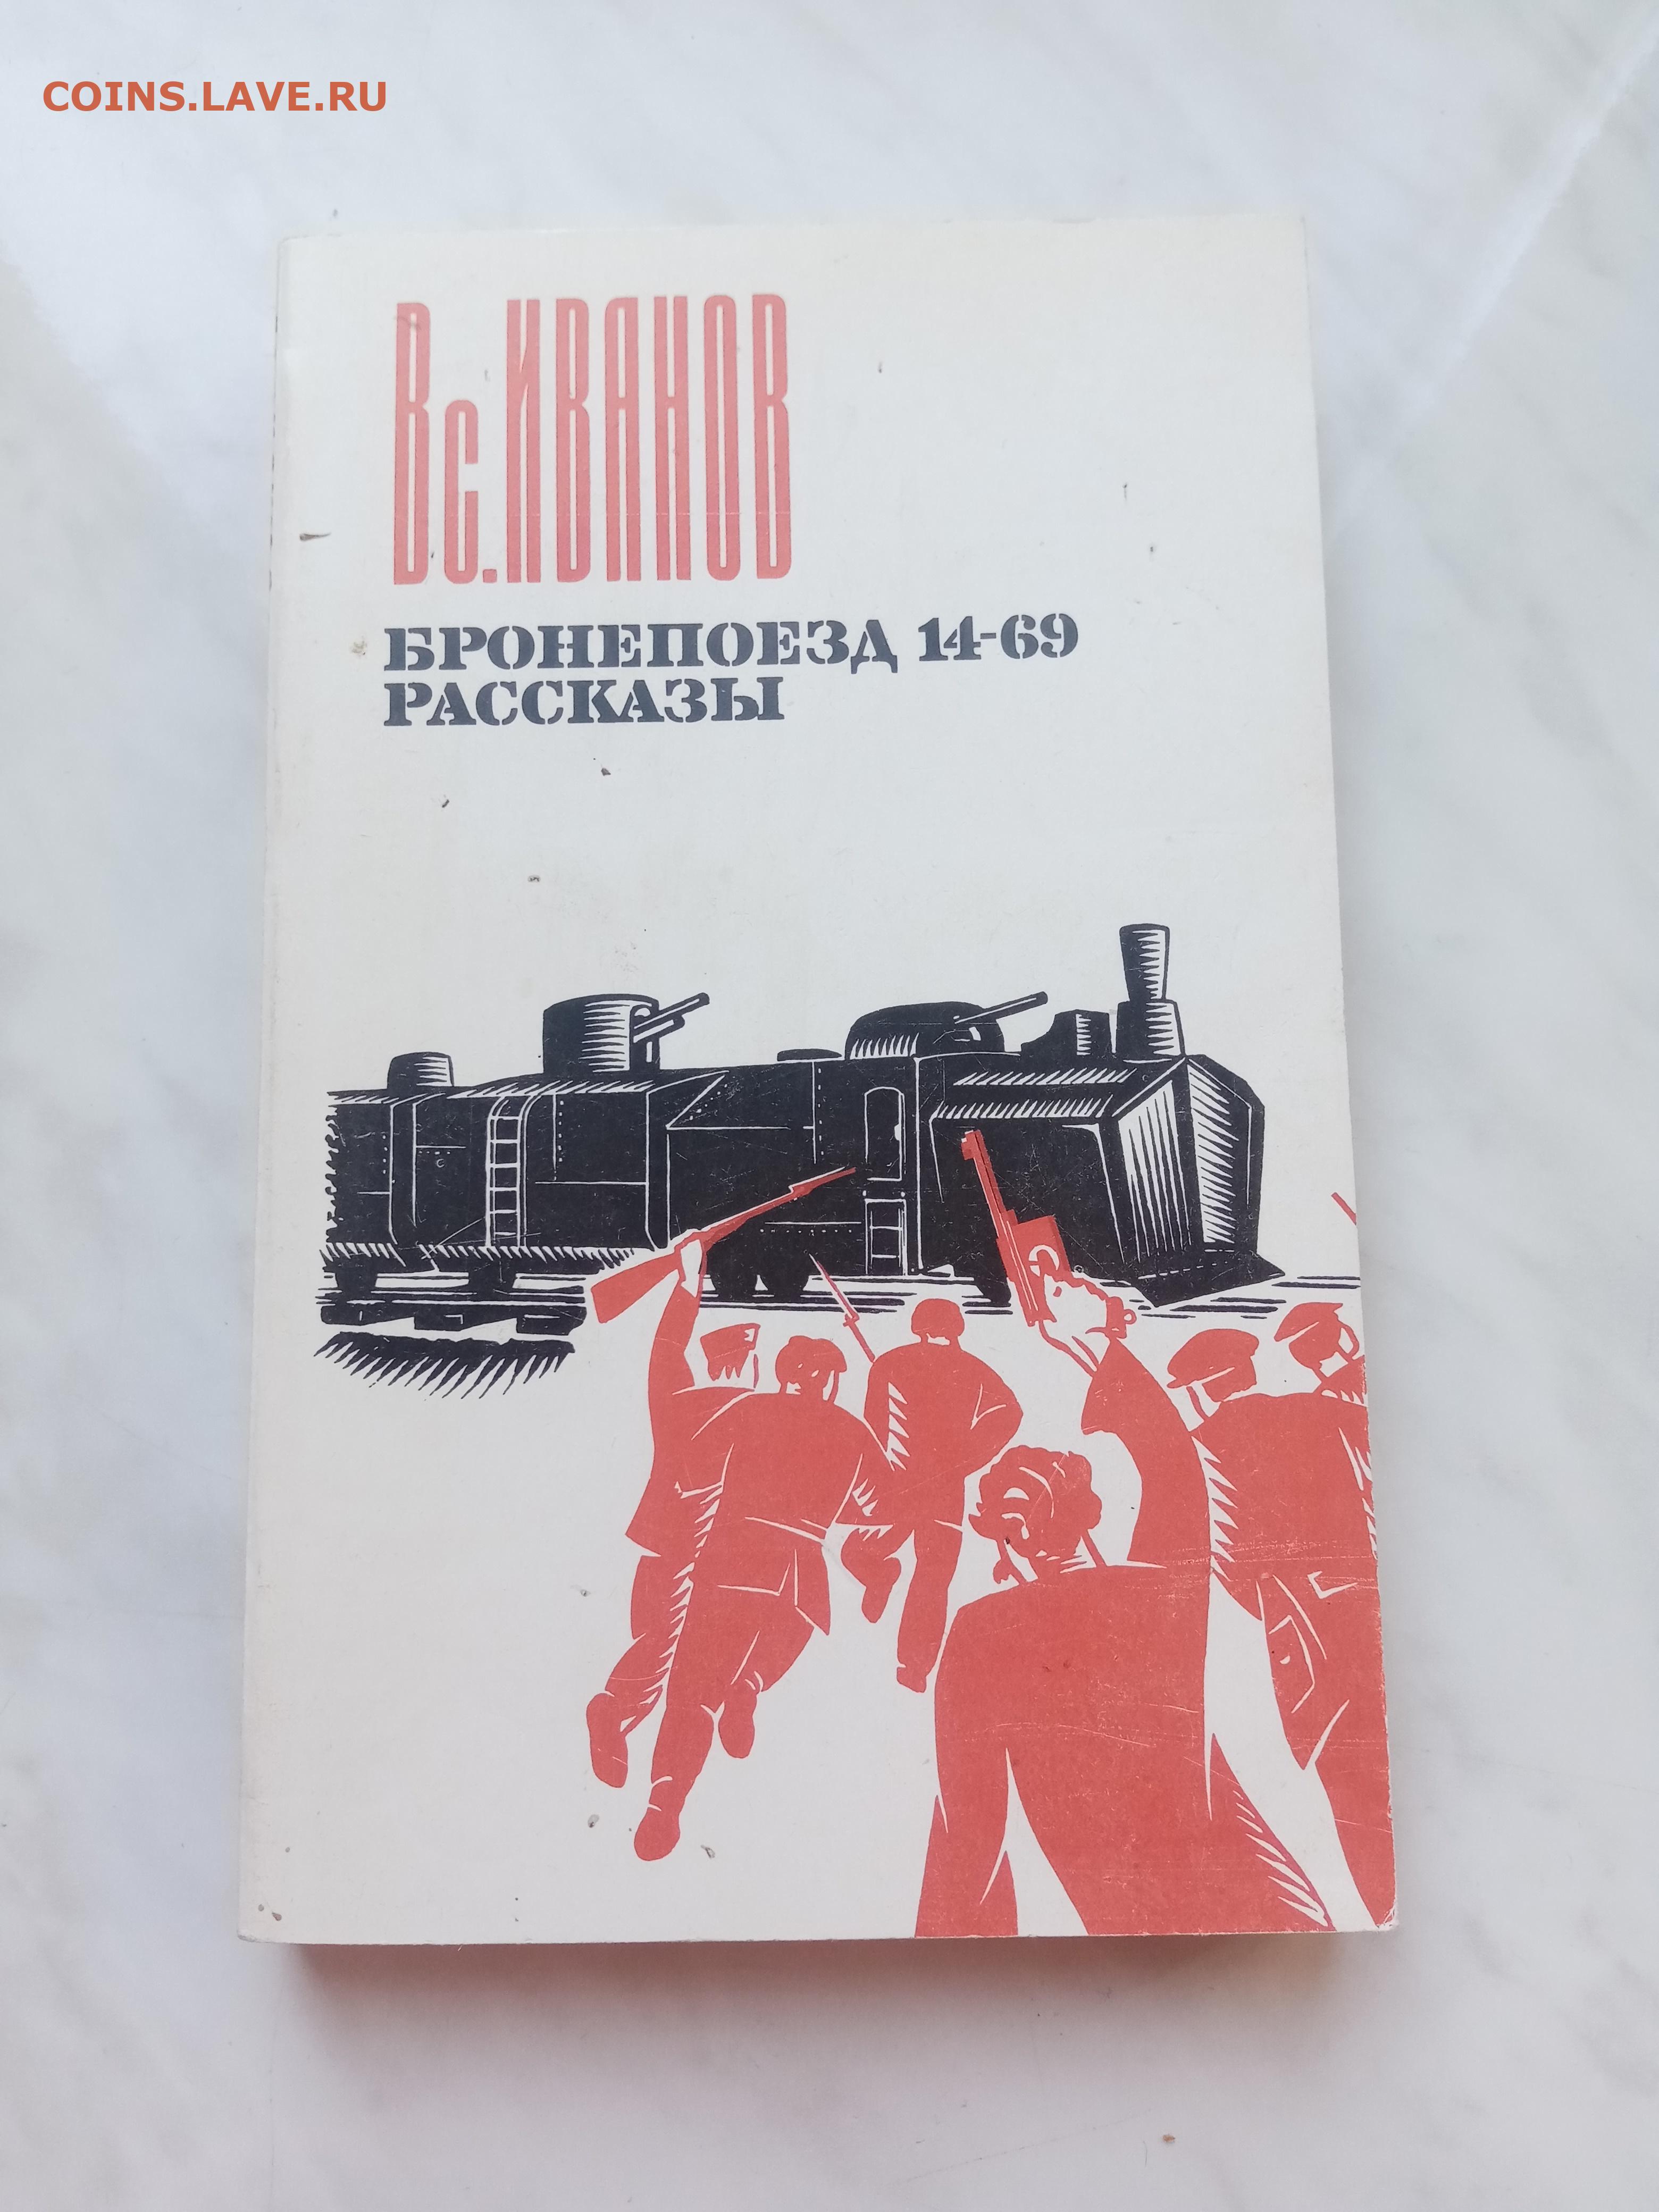 COINS.LAVE.RU
Вс. ИВАНОВ
БРОНЕПОЕЗД 14-69
РАССКАЗЫ